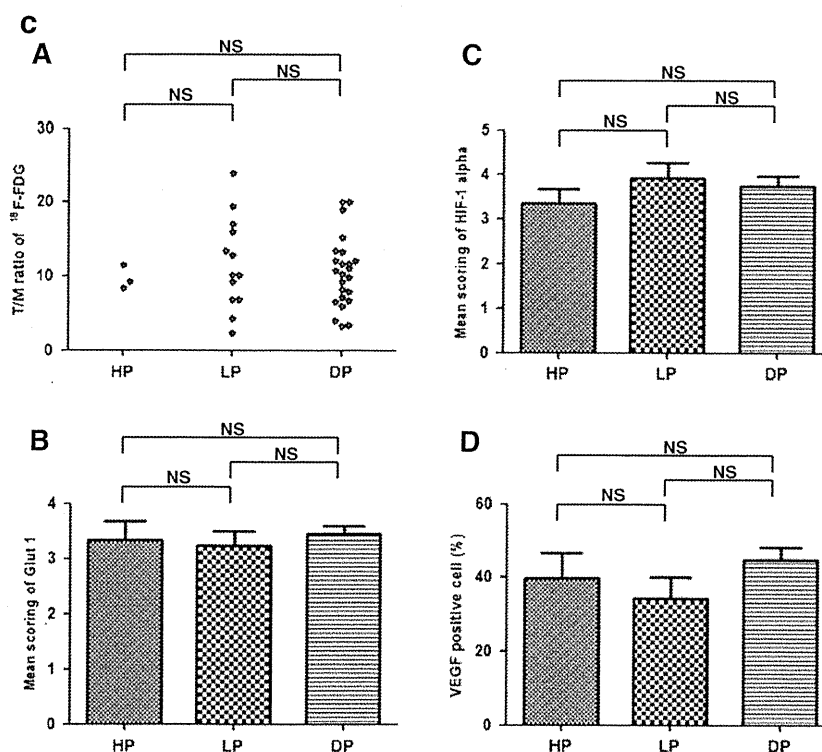 c
A
NS
NS
NS
T/M ratio of ¹⁸F-FDG
30
20
10
0
HP
LP
DP
B
NS
NS
NS
Mean scoring of Glut 1
4
3
2
1
0
HP
LP
DP
C
NS
NS
NS
Mean scoring of HIF-1 alpha
5
4
3
2
1
0
HP
LP
DP
D
NS
NS
NS
VEGF positive cell (%)
60
40
20
0
HP
LP
DP